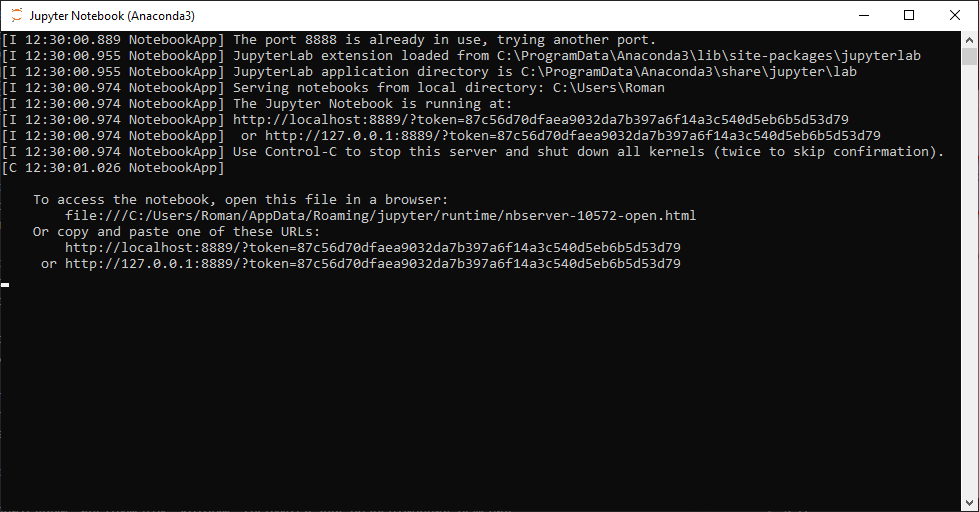 Jupyter Notebook (Anaconda3)
[I 12:30:00.889 NotebookApp] The port 8888 is already in use, trying another port.
[I 12:30:00.955 NotebookApp] JupyterLab extension loaded from C:\ProgramData\Anaconda3\lib\site-packages\jupyterlab
[I 12:30:00.955 NotebookApp] JupyterLab application directory is C:\ProgramData\Anaconda3\share\jupyter\lab
[I 12:30:00.974 NotebookApp] Serving notebooks from local directory: C:\Users\Roman
[I 12:30:00.974 NotebookApp] The Jupyter Notebook is running at:
[I 12:30:00.974 NotebookApp] http://localhost:8889/?token=87c56d70dfaea9032da7b397a6f14a3c540d5eb6b5d53d79
[I 12:30:00.974 NotebookApp]  or http://127.0.0.1:8889/?token=87c56d70dfaea9032da7b397a6f14a3c540d5eb6b5d53d79
[I 12:30:00.974 NotebookApp] Use Control-C to stop this server and shut down all kernels (twice to skip confirmation).
[C 12:30:01.026 NotebookApp]
To access the notebook, open this file in a browser:
file:///C:/Users/Roman/AppData/Roaming/jupyter/runtime/nbserver-10572-open.html
Or copy and paste one of these URLs:
http://localhost:8889/?token=87c56d70dfaea9032da7b397a6f14a3c540d5eb6b5d53d79
or http://127.0.0.1:8889/?token=87c56d70dfaea9032da7b397a6f14a3c540d5eb6b5d53d79